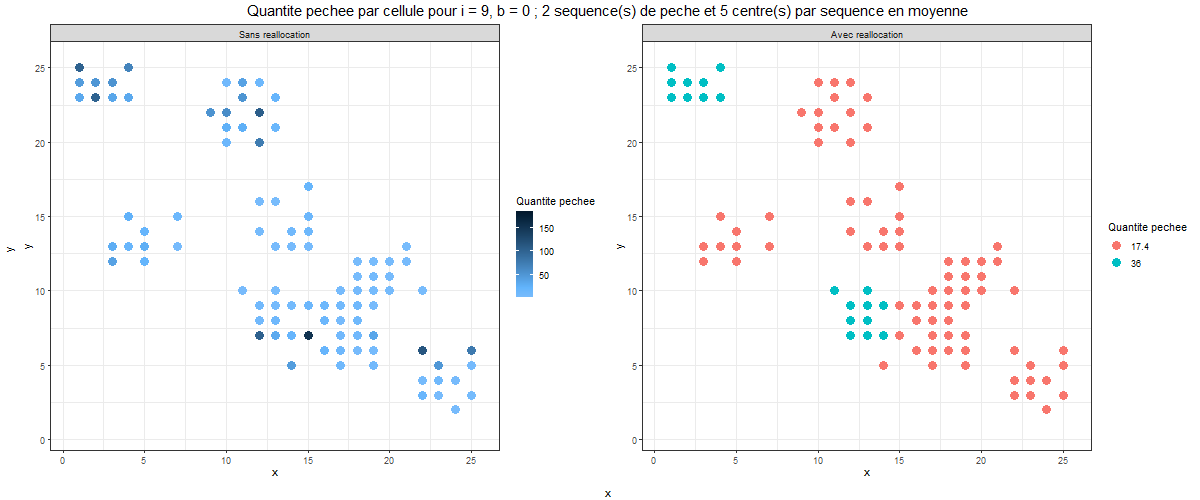 Quantite pechee par cellule pour i = 9, b = 0 ; 2 sequence(s) de peche et 5 centre(s) par sequence en moyenne
Sans reallocation
25
20
15
10
5
0
0 5 10 15 20 25
x
y
y
Quantite pechee
150
100
50
Avec reallocation
25
20
15
10
5
0
0 5 10 15 20 25
x
y
Quantite pechee
17.4
36
x